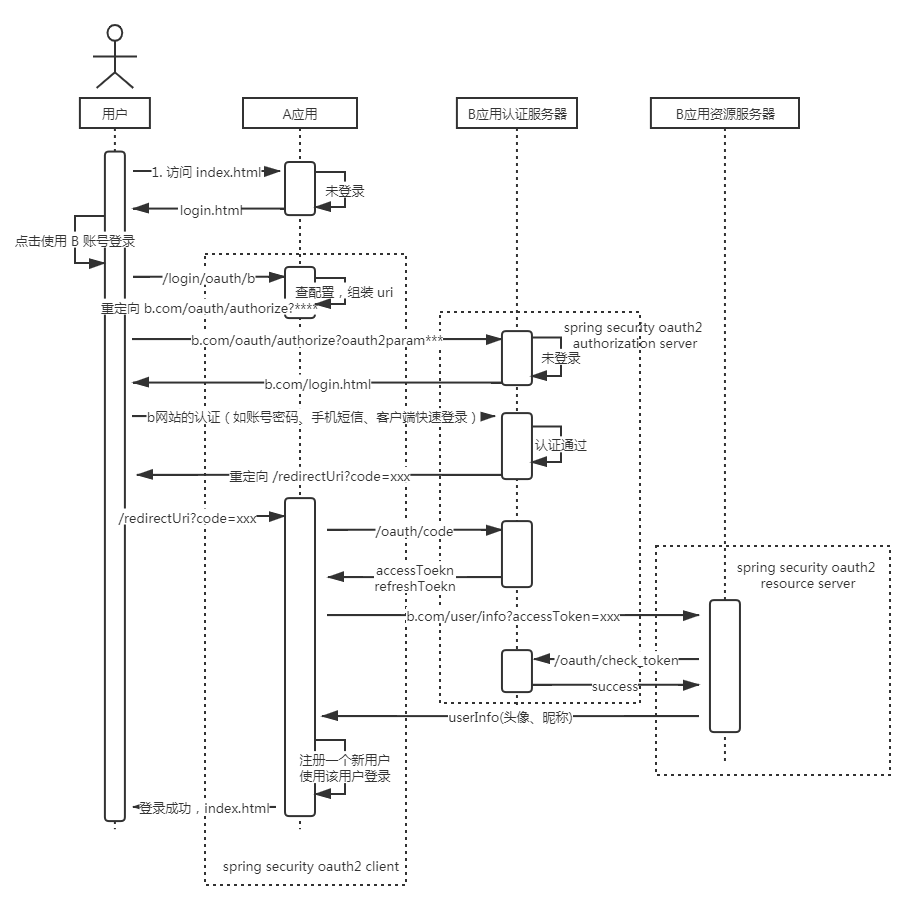 用户
A应用
B应用认证服务器
B应用资源服务器
1. 访问 index.html
未登录
login.html
点击使用 B 账号登录
/login/oauth/b
查配置，组装 uri
重定向 b.com/oauth/authorize?****
spring security oauth2
authorization server
b.com/oauth/authorize?oauth2param***
未登录
b.com/login.html
b网站的认证（如账号密码、手机短信、客户端快速登录）
认证通过
重定向 /redirectUri?code=xxx
/redirectUri?code=xxx
/oauth/code
accessToekn
refreshToekn
spring security oauth2
resource server
b.com/user/info?accessToken=xxx
/oauth/check_token
success
userInfo(头像、昵称)
注册一个新用户
使用该用户登录
登录成功，index.html
spring security oauth2 client